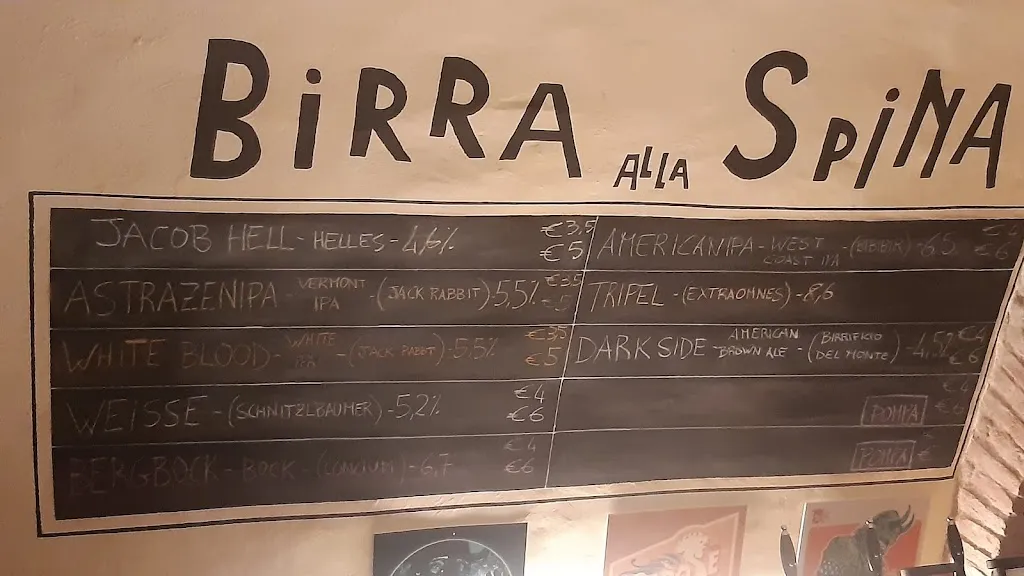 BiRRA ALLA SPiNA
JACOB HELL - HELLES - 4,6% €3,5 €5
ASTRAZENIPA - VERMONT IPA - (JACK RABBIT) - 5,5% €3,5 €5
WHITE BLOOD - WHITE IPA - (JACK RABBIT) - 5,5% €3,5 €5
WEISSE - (SCHNITZLBAUMER) - 5,2% €4 €6
BERGBOCK - BOCK - 6.7 €4 €6
AMERICANIPA - WEST COAST IPA - 6,5 €4 €6
TRIPEL - (EXTRAOMNES) - 8,6
DARK SIDE - AMERICAN BROWN ALE - (BIRRIFICIO DEL MONTE) - 4,5% €4 €6
POMPA €4 €6
POMPA